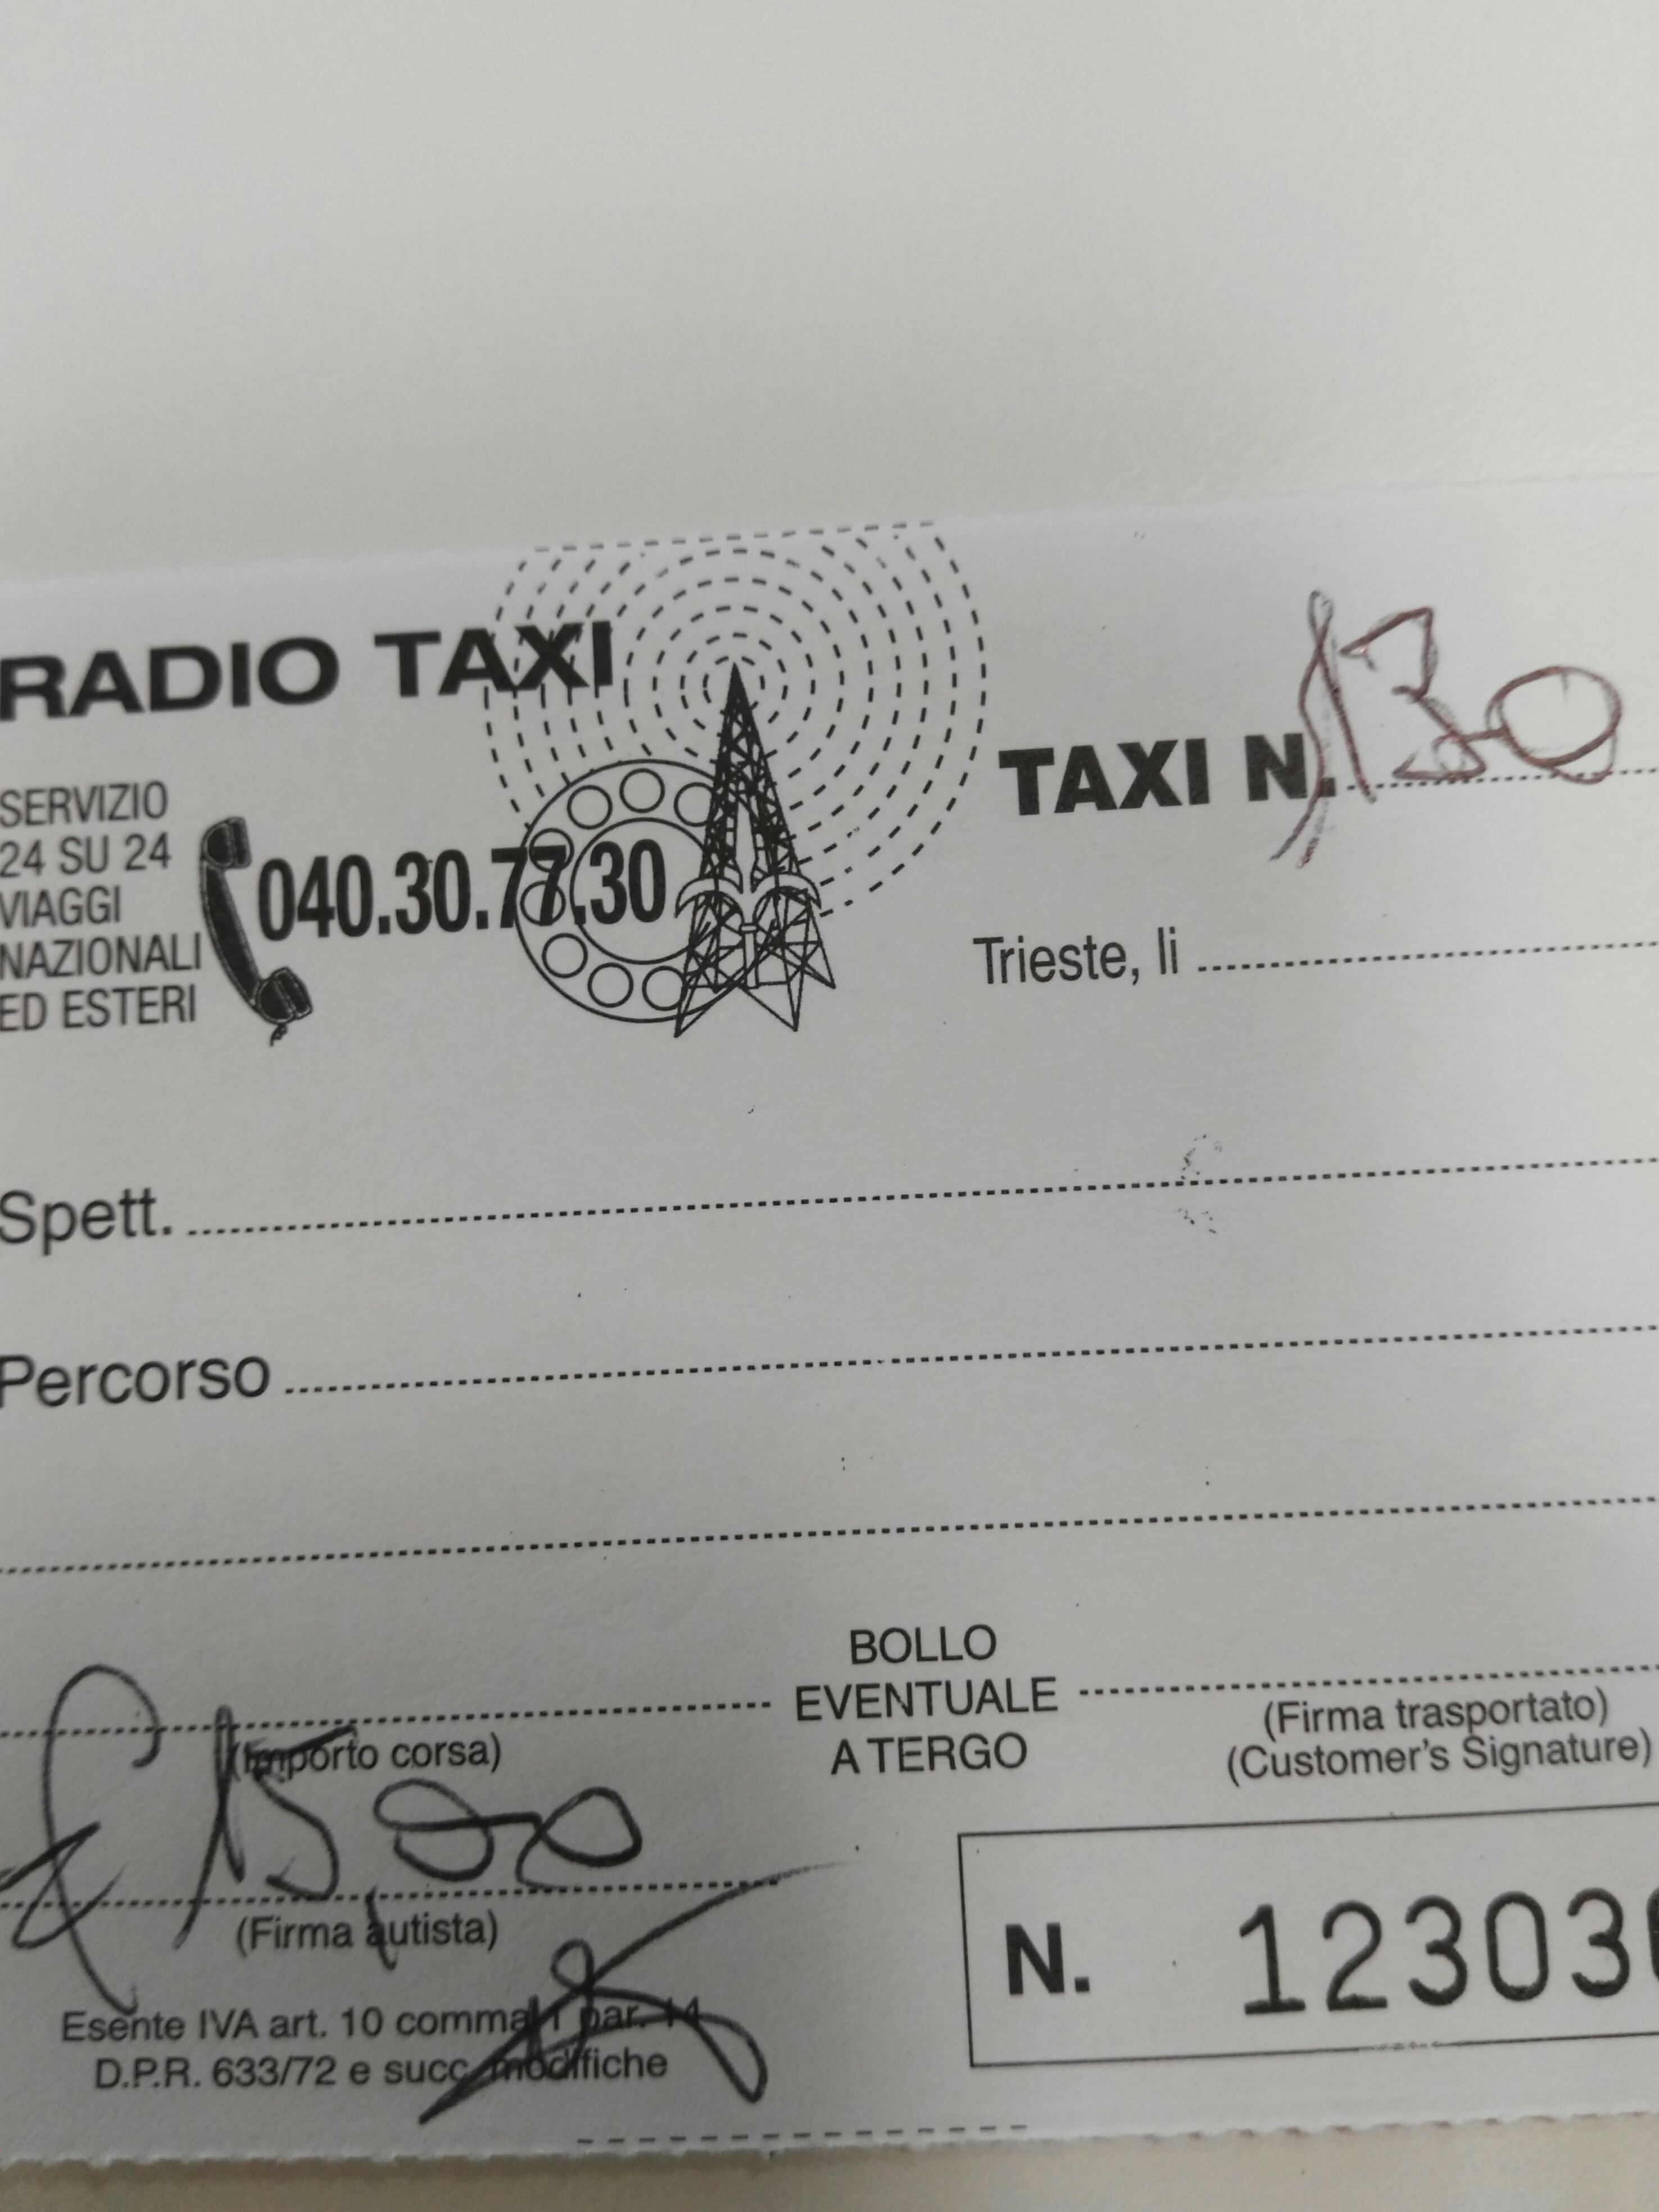 RADIO TAXI
SERVIZIO
24 SU 24
VIAGGI
NAZIONALI
ED ESTERI
040.30.77.30
TAXI N. 130
Trieste, li
Spett.
Percorso
(Importo corsa)
€ 15,00
(Firma autista)
BOLLO
EVENTUALE
A TERGO
(Firma trasportato)
(Customer's Signature)
Esente IVA art. 10 comma 1 par. 14
D.P.R. 633/72 e succ. modifiche
N. 12303